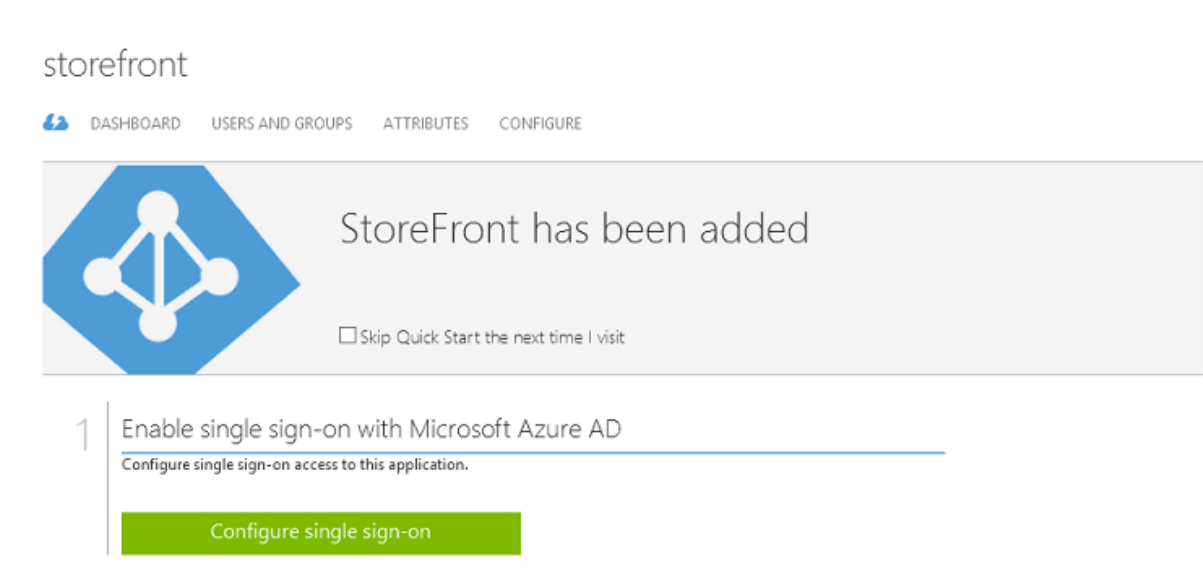 storefront
DASHBOARD USERS AND GROUPS ATTRIBUTES CONFIGURE
StoreFront has been added
Skip Quick Start the next time I visit
1 Enable single sign-on with Microsoft Azure AD
Configure single sign-on access to this application.
Configure single sign-on